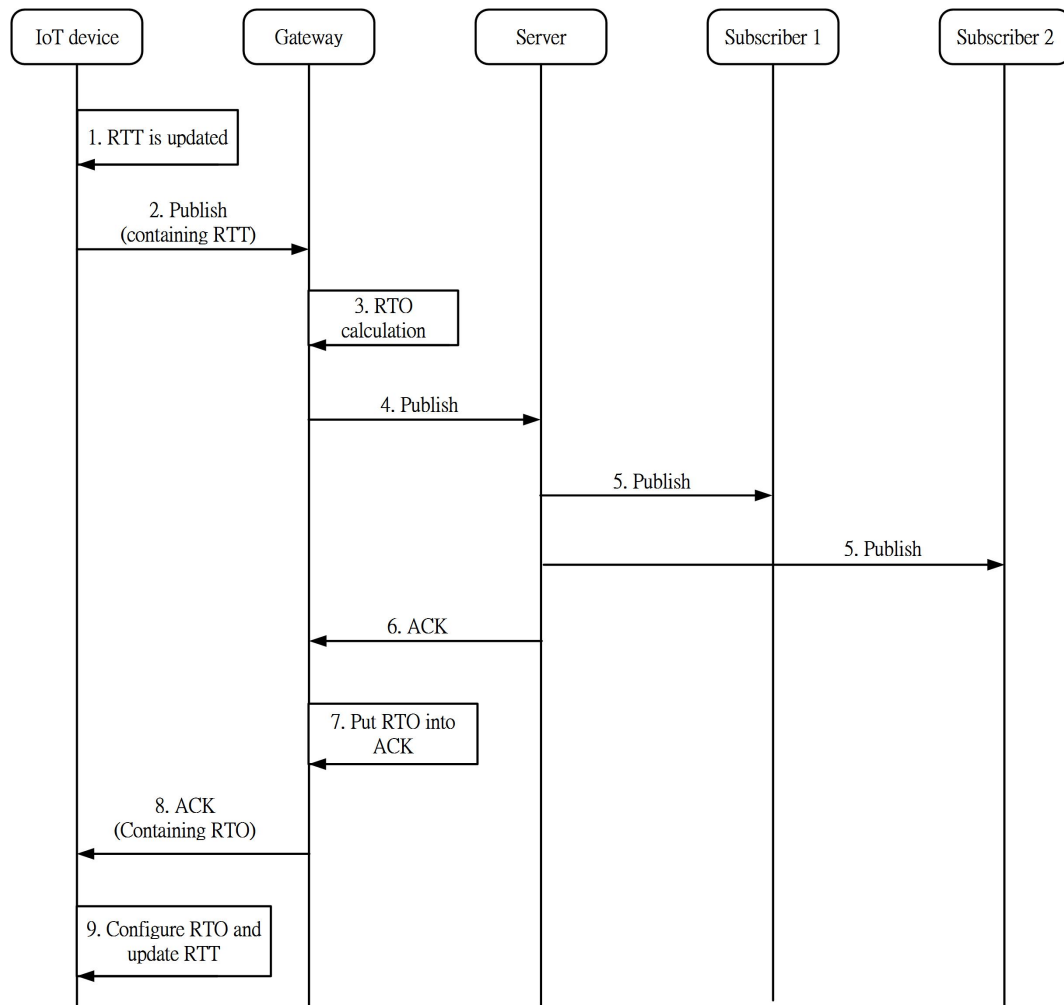 IoT device
Gateway
Server
Subscriber 1
Subscriber 2
1. RTT is updated
2. Publish
(containing RTT)
3. RTO
calculation
4. Publish
5. Publish
5. Publish
6. ACK
7. Put RTO into
ACK
8. ACK
(Containing RTO)
9. Configure RTO and
update RTT